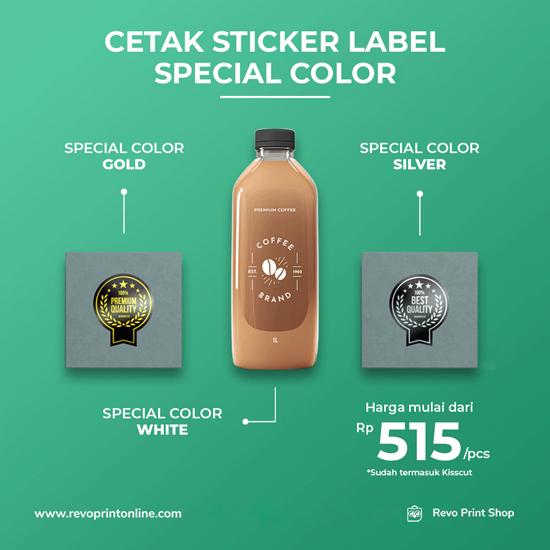 CETAK STICKER LABEL
SPECIAL COLOR
SPECIAL COLOR
GOLD
SPECIAL COLOR
SILVER
PREMIUM COFFEE
COFFEE
EST. 1965
BRAND
1L
100%
PREMIUM
QUALITY
100%
BEST
QUALITY
SPECIAL COLOR
WHITE
Harga mulai dari
Rp 515 /pcs
*Sudah termasuk Kisscut
www.revoprintonline.com
Revo Print Shop